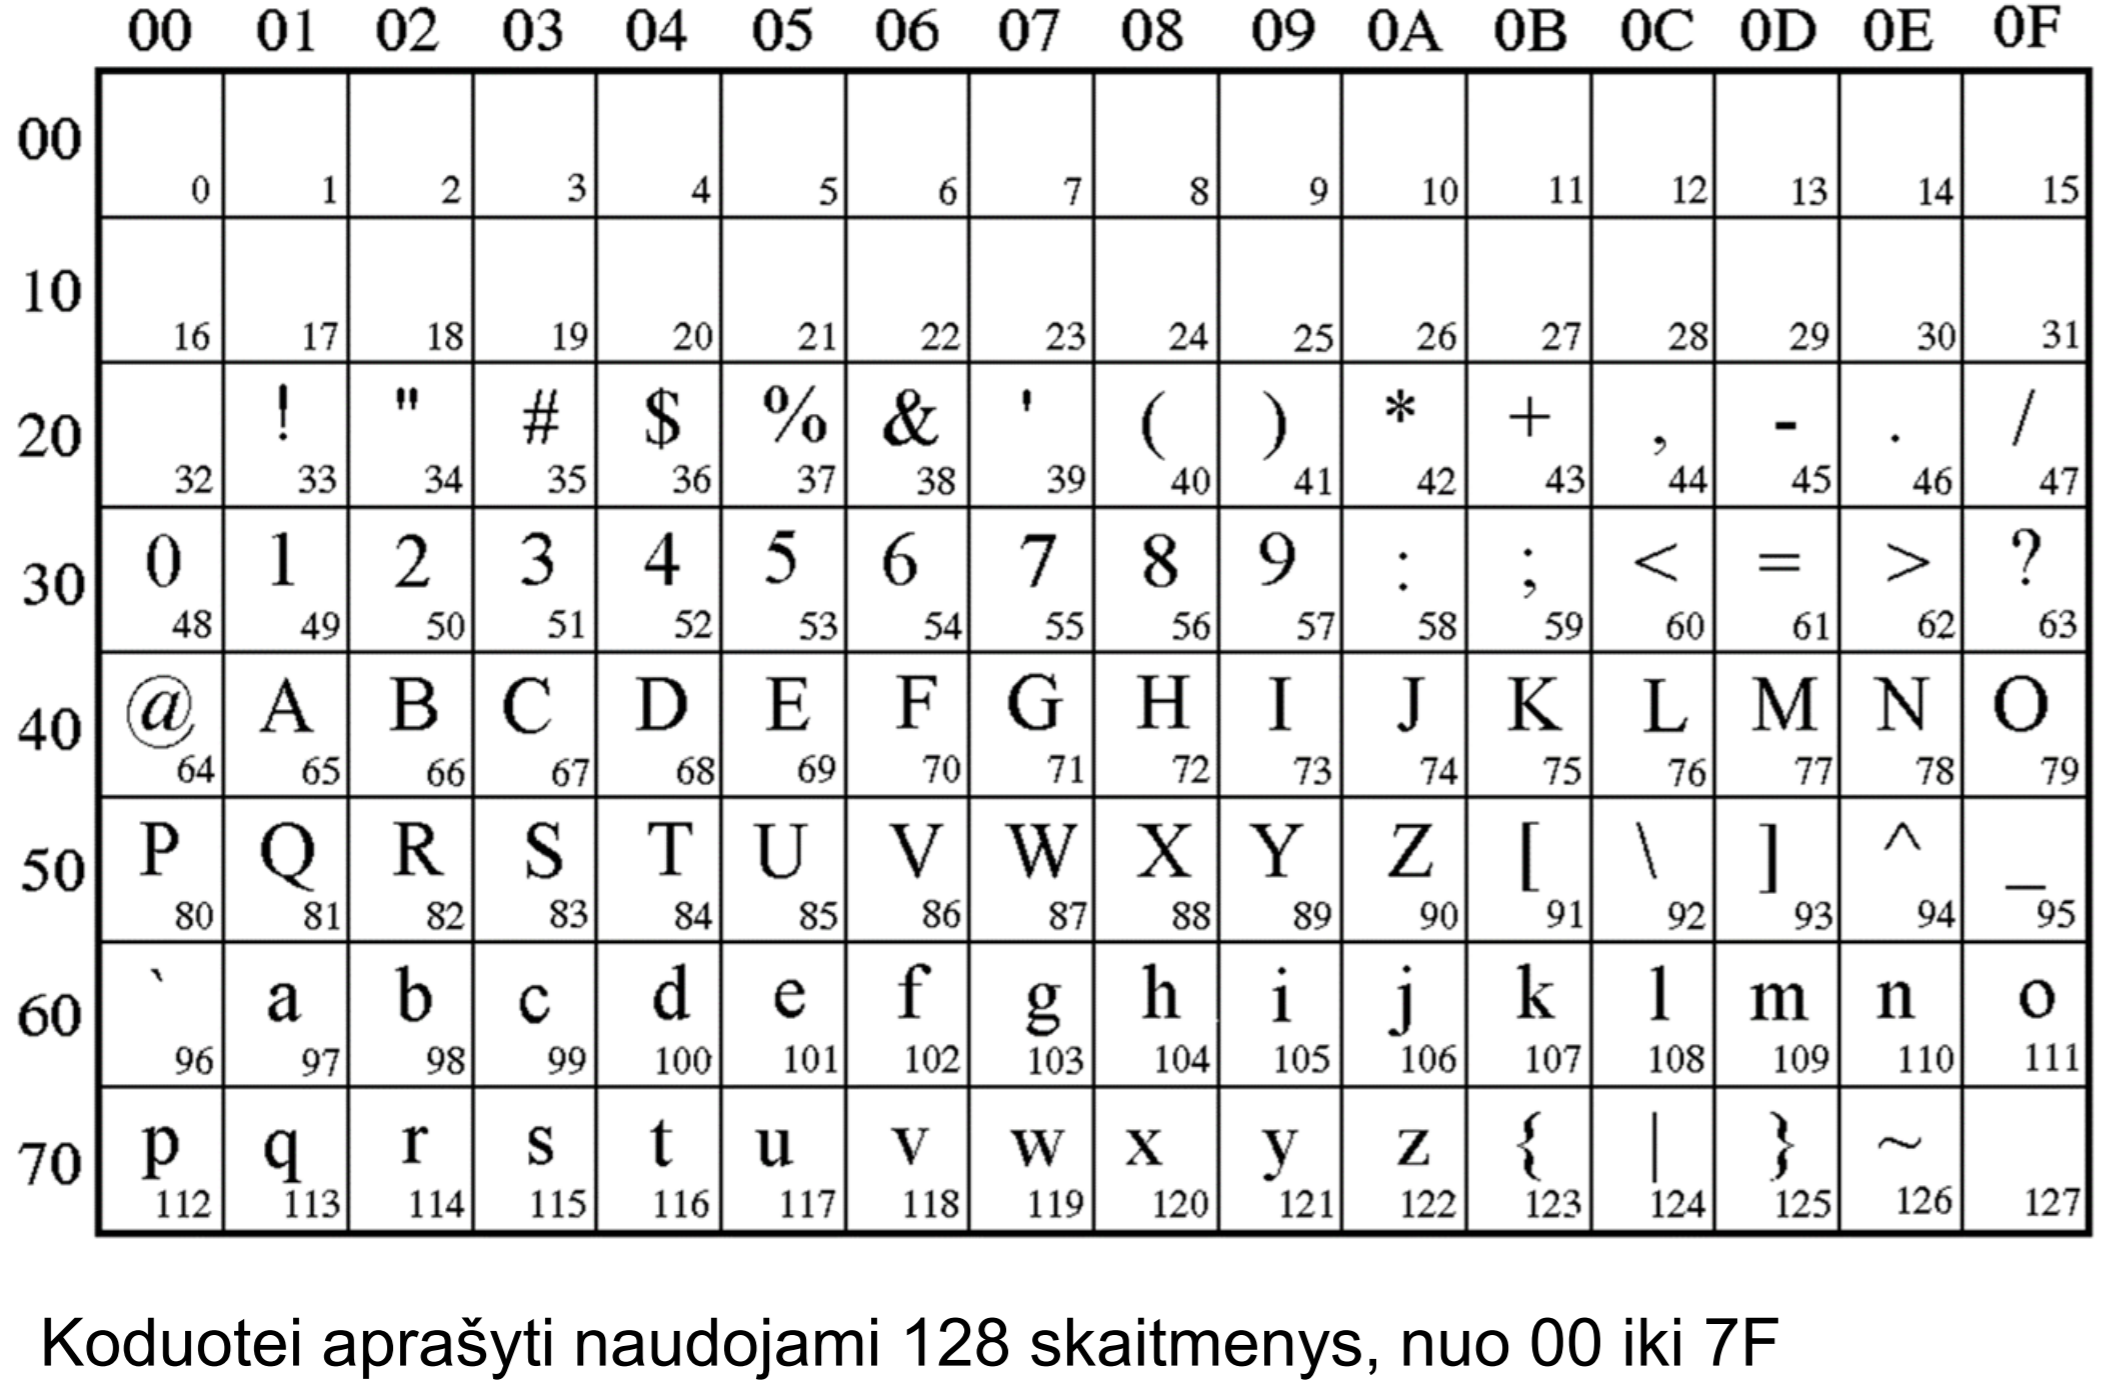 00 01 02 03 04 05 06 07 08 09 0A 0B 0C 0D 0E 0F
00
0 1 2 3 4 5 6 7 8 9 10 11 12 13 14 15
10
16 17 18 19 20 21 22 23 24 25 26 27 28 29 30 31
20 ! " # $ % & ' ( ) * + , - . /
32 33 34 35 36 37 38 39 40 41 42 43 44 45 46 47
30 0 1 2 3 4 5 6 7 8 9 : ; < = > ?
48 49 50 51 52 53 54 55 56 57 58 59 60 61 62 63
40 @ A B C D E F G H I J K L M N O
64 65 66 67 68 69 70 71 72 73 74 75 76 77 78 79
50 P Q R S T U V W X Y Z [ \ ] ^ _
80 81 82 83 84 85 86 87 88 89 90 91 92 93 94 95
60 ` a b c d e f g h i j k l m n o
96 97 98 99 100 101 102 103 104 105 106 107 108 109 110 111
70 p q r s t u v w x y z { | } ~
112 113 114 115 116 117 118 119 120 121 122 123 124 125 126 127
Koduotei aprašyti naudojami 128 skaitmenys, nuo 00 iki 7F